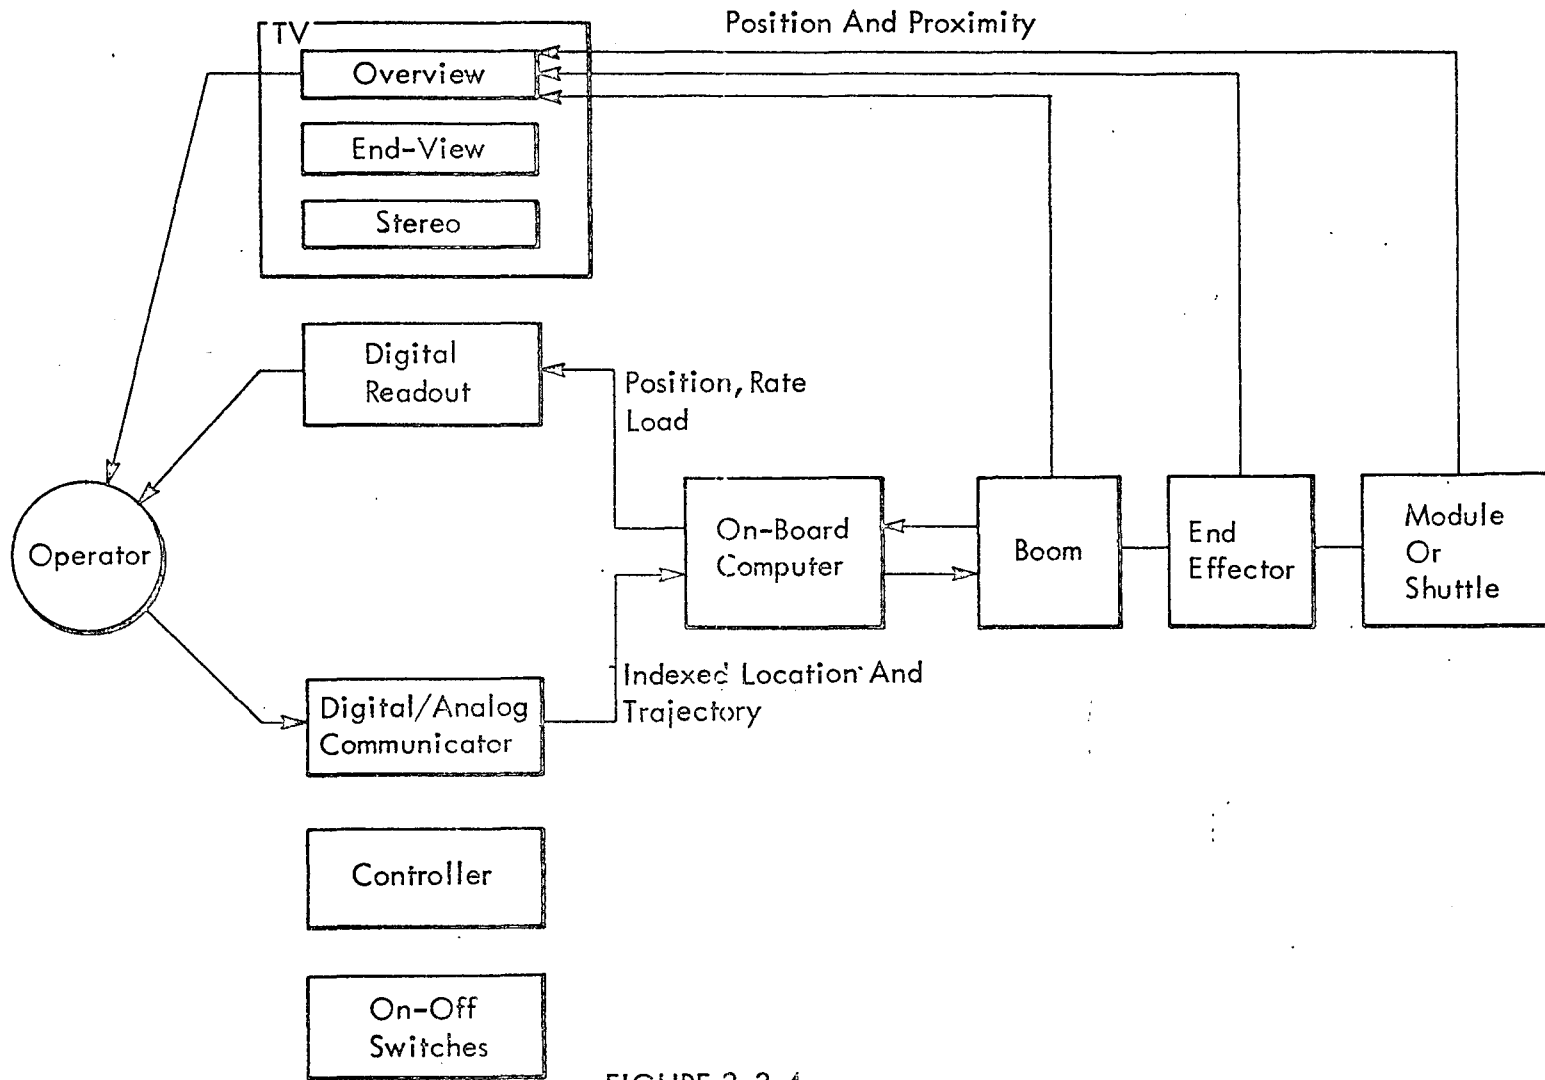 Position And Proximity
TV
Overview
End-View
Stereo
Digital
Readout
Position, Rate
Load
Operator
On-Board
Computer
Boom
End
Effector
Module
Or
Shuttle
Indexed Location And
Trajectory
Digital/Analog
Communicator
Controller
On-Off
Switches